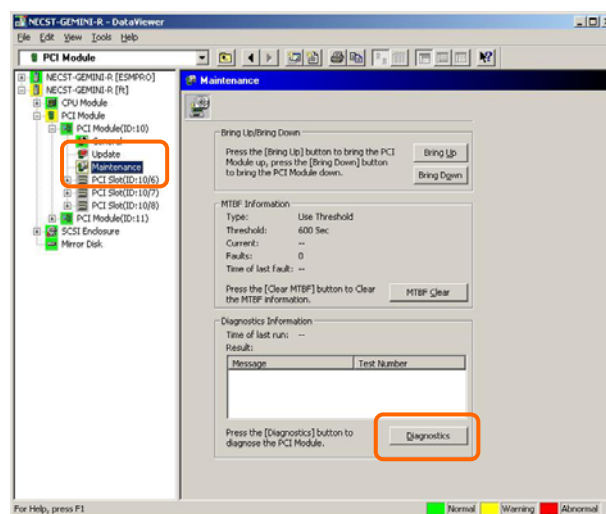 NECST-GEMINI-R - DataViewer
File Edit View Tools Help
PCI Module
NECST-GEMINI-R [ESMPRO]
NECST-GEMINI-R [ft]
CPU Module
PCI Module
PCI Module(ID:10)
General
Update
Maintenance
PCI Slot(ID:10/6)
PCI Slot(ID:10/7)
PCI Slot(ID:10/8)
PCI Module(ID:11)
SCSI Enclosure
Mirror Disk
Maintenance
Bring Up/Bring Down
Press the [Bring Up] button to bring the PCI
Module up, press the [Bring Down] button
to bring the PCI Module down.
Bring Up
Bring Down
MTBF Information
Type: Use Threshold
Threshold: 600 Sec
Current: --
Faults: 0
Time of last fault: --
Press the [Clear MTBF] button to Clear
the MTBF information.
MTBF Clear
Diagnostics Information
Time of last run: --
Result:
Message Test Number
Press the [Diagnostics] button to
diagnose the PCI Module.
Diagnostics
For Help, press F1
Normal Warning Abnormal